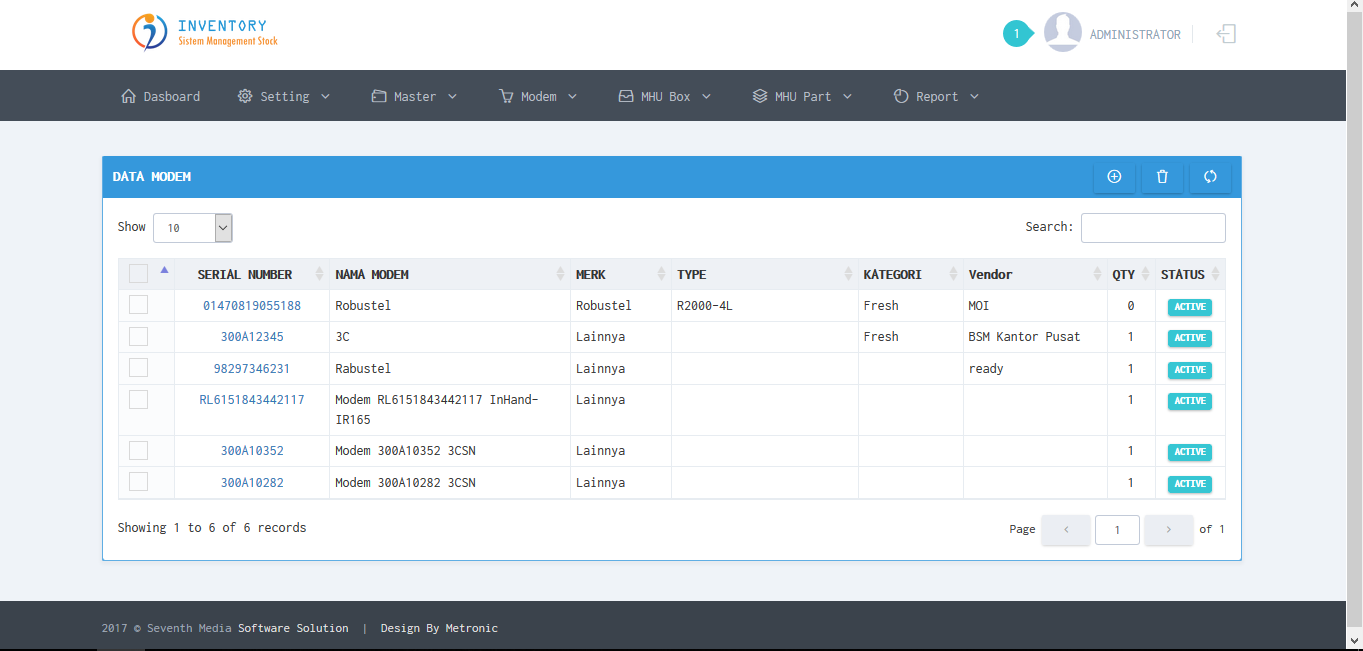 INVENTORY
Sistem Management Stock
1
ADMINISTRATOR
Dasboard Setting Master Modem MHU Box MHU Part Report
DATA MODEM
Show 10 Search:
SERIAL NUMBER NAMA MODEM MERK TYPE KATEGORI Vendor QTY STATUS
01470819055188 Robustel Robustel R2000-4L Fresh MOI 0 ACTIVE
300A12345 3C Lainnya Fresh BSM Kantor Pusat 1 ACTIVE
98297346231 Rabustel Lainnya ready 1 ACTIVE
RL6151843442117 Modem RL6151843442117 InHand- Lainnya 1 ACTIVE
IR165
300A10352 Modem 300A10352 3CSN Lainnya 1 ACTIVE
300A10282 Modem 300A10282 3CSN Lainnya 1 ACTIVE
Showing 1 to 6 of 6 records Page < 1 > of 1
2017 © Seventh Media Software Solution | Design By Metronic